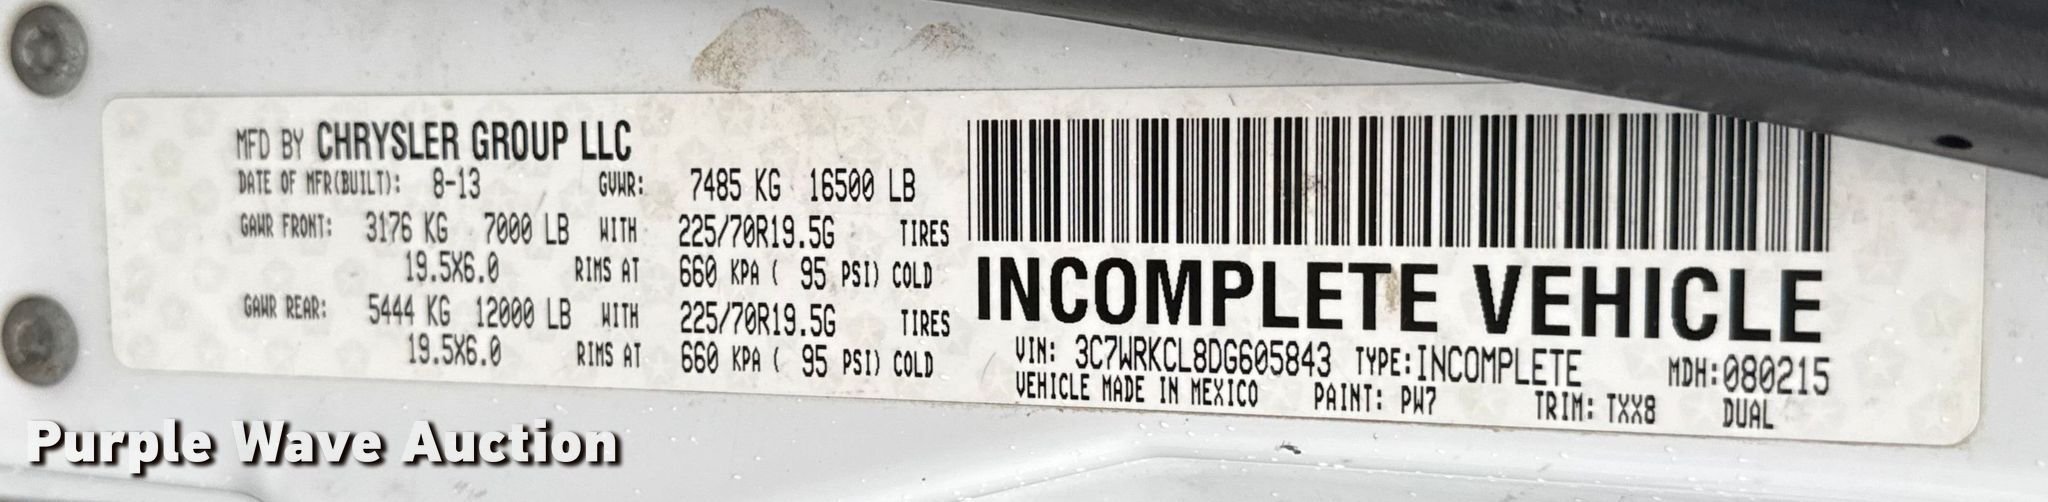 MFD BY CHRYSLER GROUP LLC
DATE OF MFR(BUILT): 8-13 GVWR: 7485 KG 16500 LB
GAWR FRONT: 3176 KG 7000 LB WITH 225/70R19.5G TIRES
19.5X6.0 RIMS AT 660 KPA ( 95 PSI) COLD
GAWR REAR: 5444 KG 12000 LB WITH 225/70R19.5G TIRES
19.5X6.0 RIMS AT 660 KPA ( 95 PSI) COLD
INCOMPLETE VEHICLE
VIN: 3C7WRKCL8DG605843 TYPE:INCOMPLETE MDH:080215
VEHICLE MADE IN MEXICO PAINT: PW7 TRIM: TXX8 DUAL
Purple Wave Auction